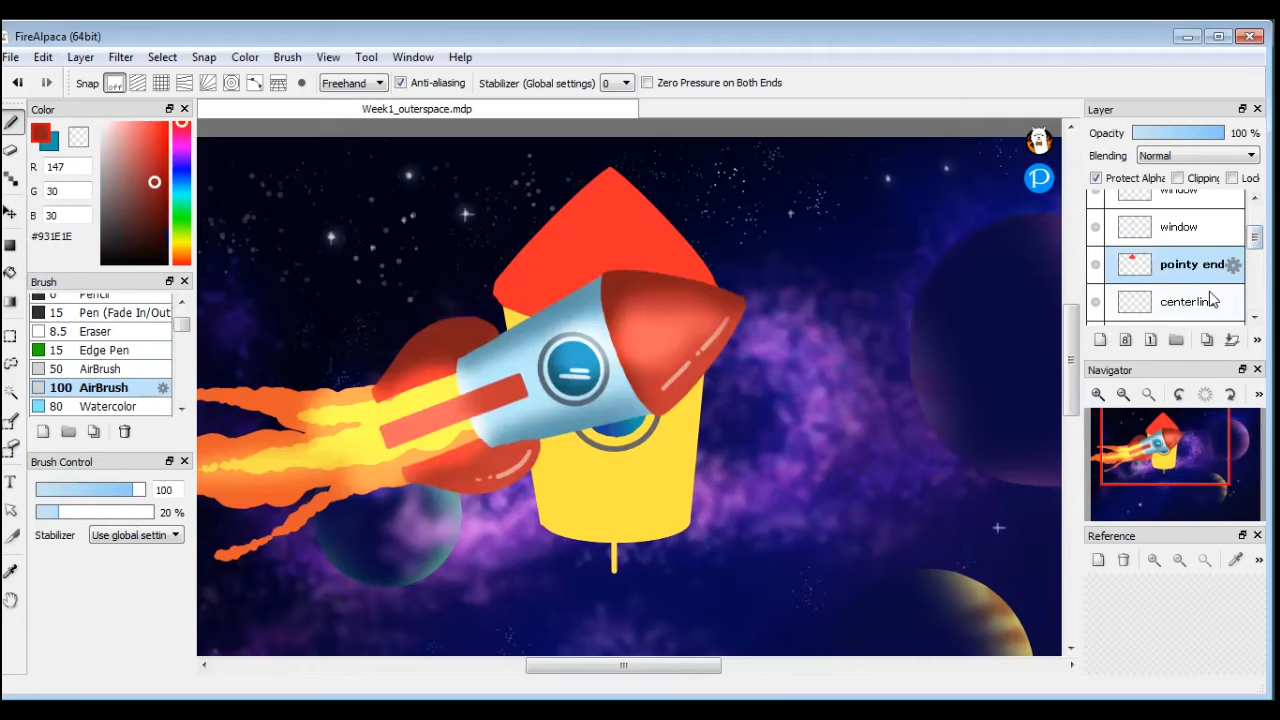 FireAlpaca (64bit)
File Edit Layer Filter Select Snap Color Brush View Tool Window Help
Snap off Freehand Anti-aliasing Stabilizer (Global settings) 0 Zero Pressure on Both Ends
Color
Week1_outerspace.mdp
Layer
Opacity 100 %
Blending Normal
Protect Alpha Clipping Lock
R 147
G 30
B 30
#931E1E
window
window
pointy end
centerline
Brush
Pencil
15 Pen (Fade In/Out
8.5 Eraser
15 Edge Pen
50 AirBrush
100 AirBrush
80 Watercolor
Navigator
Brush Control
100
20 %
Stabilizer Use global settin
Reference
P
T